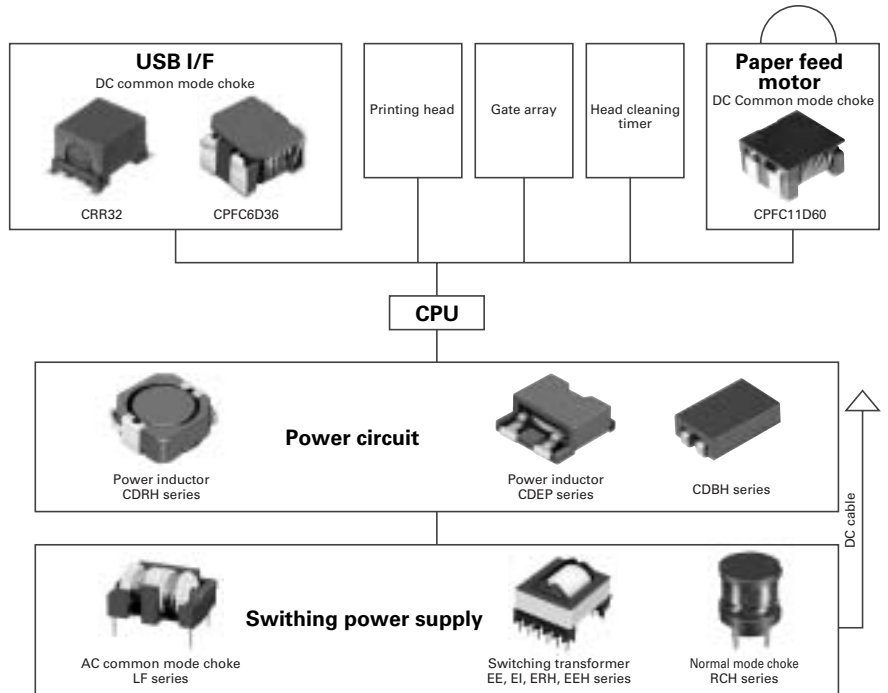 USB I/F
DC common mode choke
CRR32
CPFC6D36
Printing head
Gate array
Head cleaning
timer
Paper feed
motor
DC Common mode choke
CPFC11D60
CPU
Power circuit
Power inductor
CDRH series
Power inductor
CDEP series
CDBH series
DC cable
Swithing power supply
AC common mode choke
LF series
Switching transformer
EE, EI, ERH, EEH series
Normal mode choke
RCH series